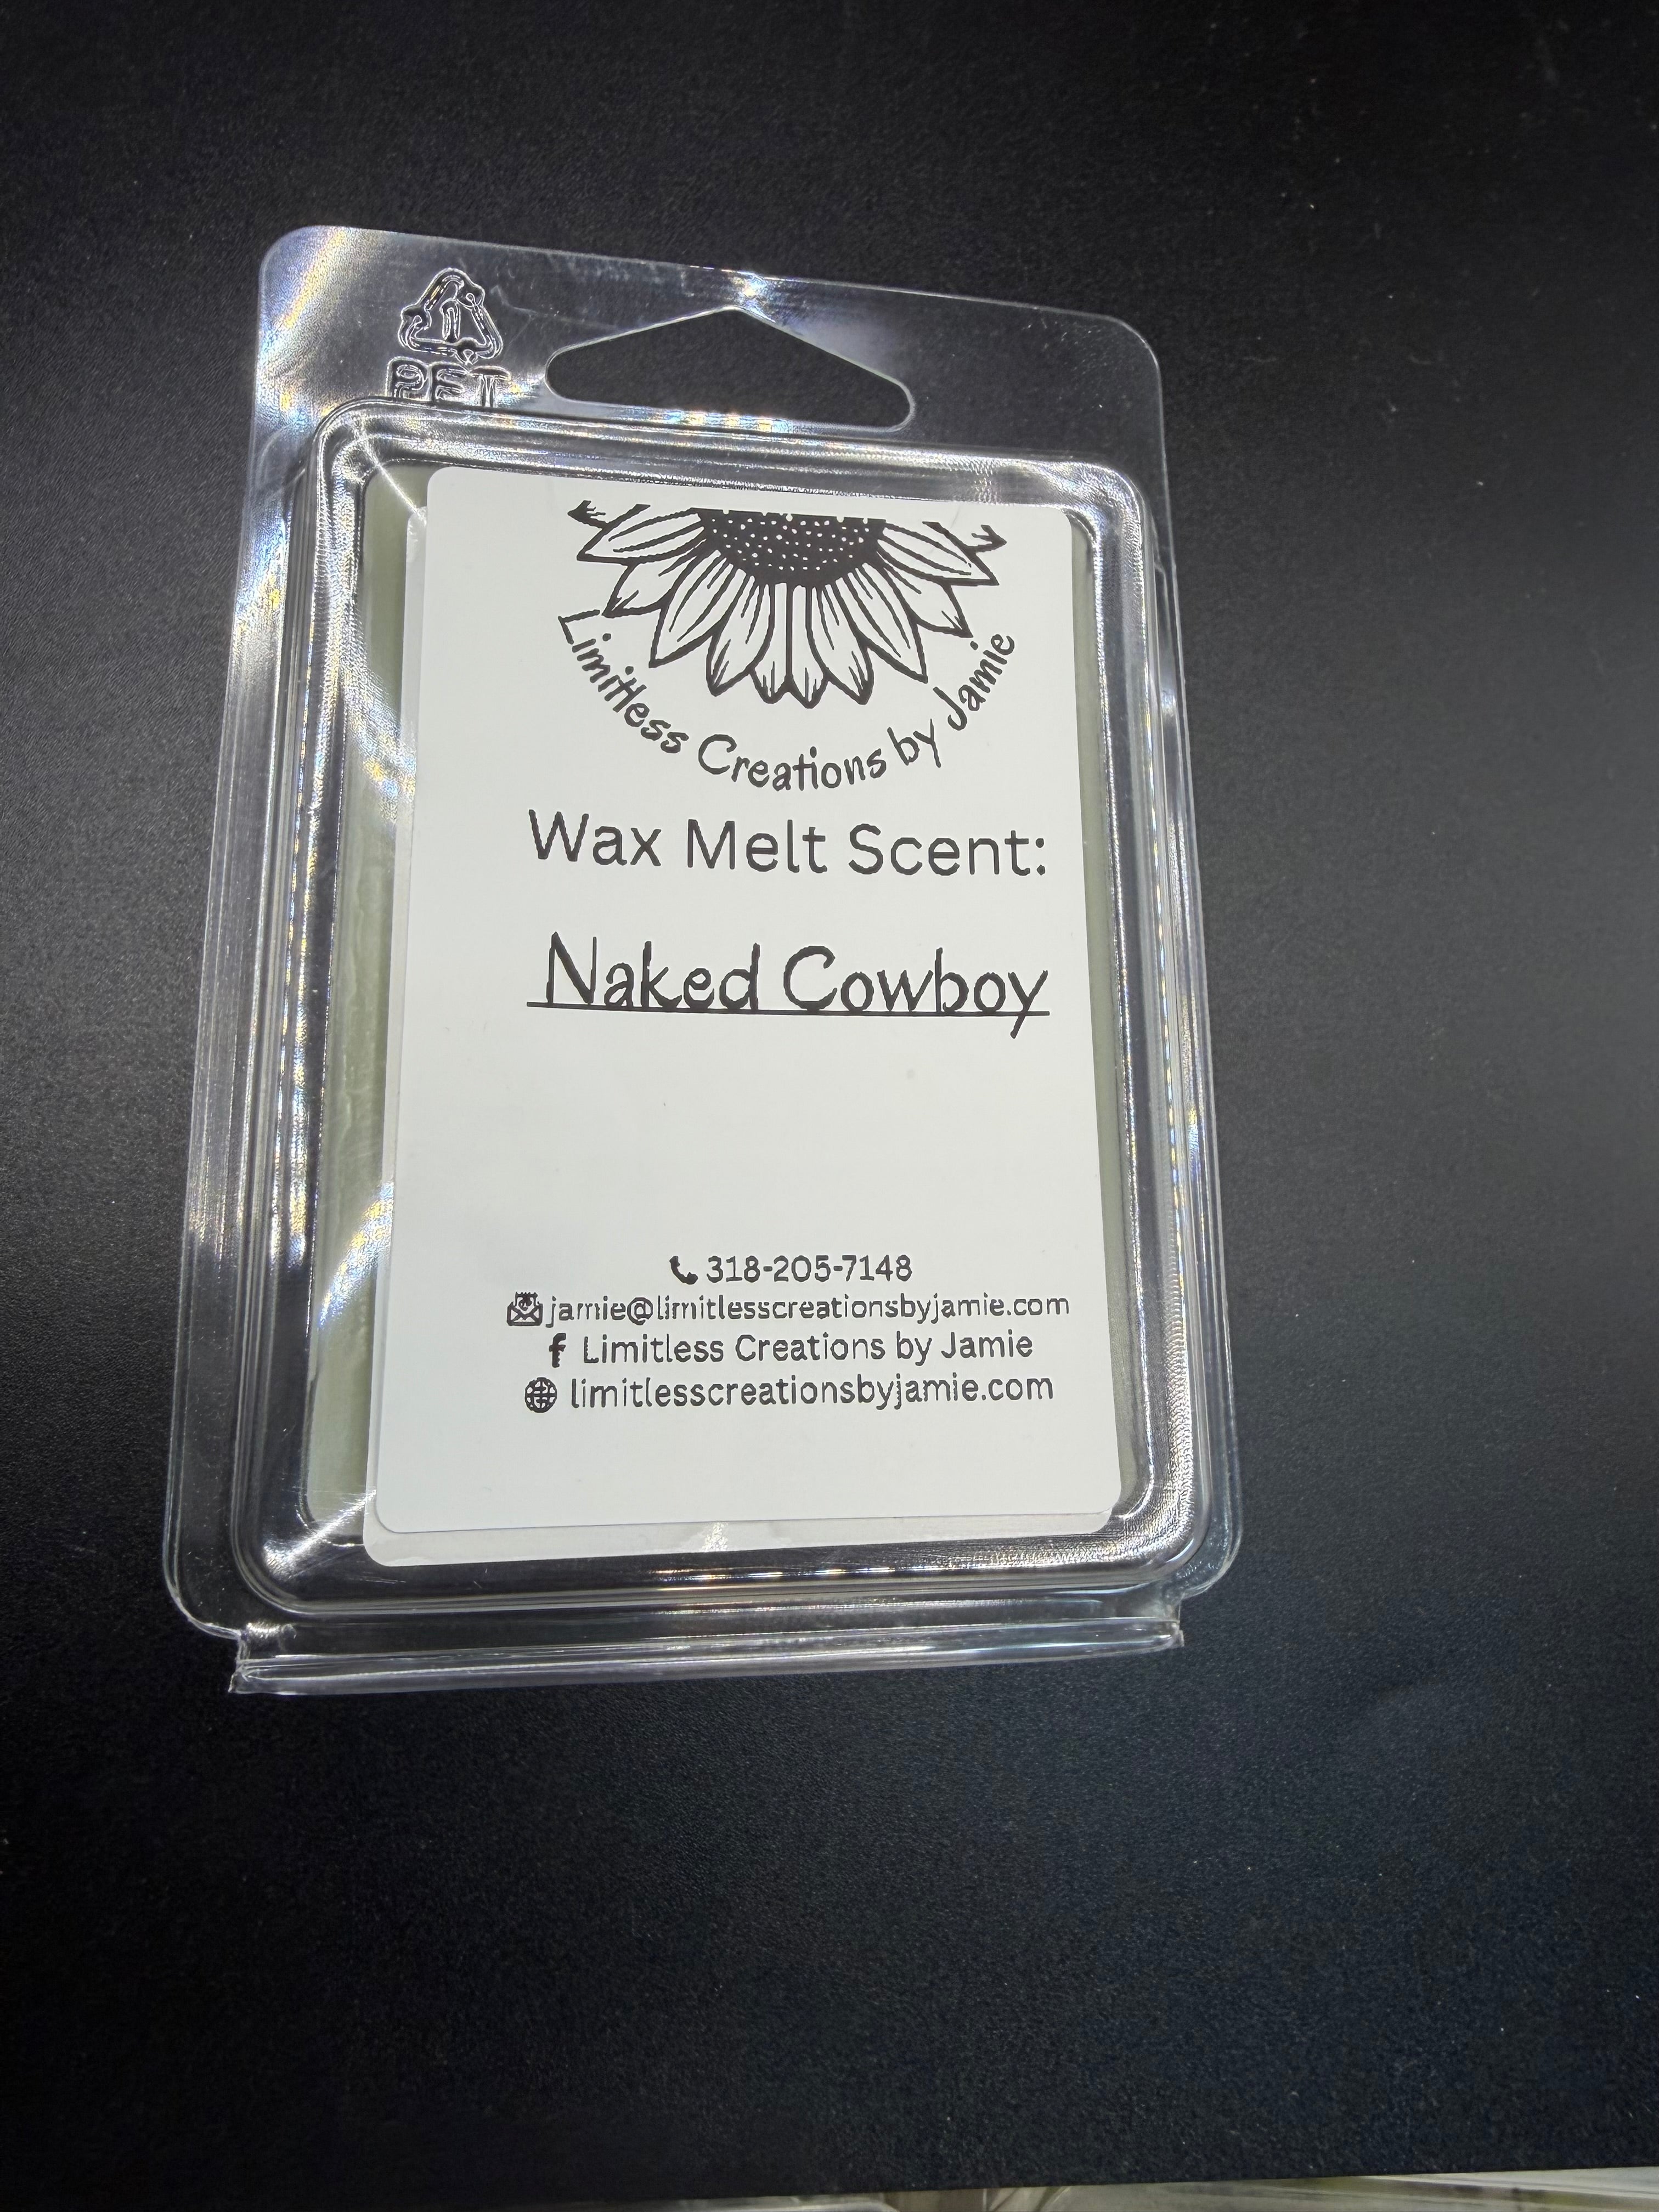 PET
Limitless Creations by Jamie
Wax Melt Scent:
Naked Cowboy
318-205-7148
jamie@limitlesscreationsbyjamie.com
f Limitless Creations by Jamie
limitlesscreationsbyjamie.com